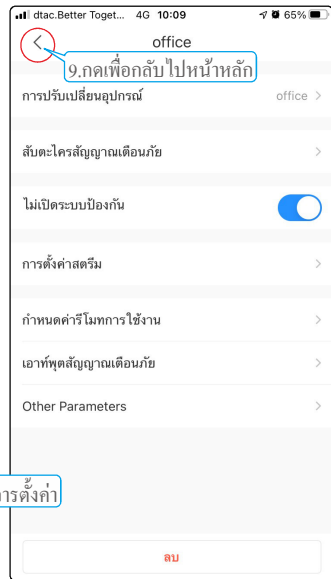 dtac.Better Toget... 4G 10:09 65%
office
9.กดเพื่อกลับไปหน้าหลัก
การปรับเปลี่ยนอุปกรณ์ office
สับตะไครสัญญาณเตือนภัย
ไม่เปิดระบบป้องกัน
การตั้งค่าสตรีม
กำหนดค่ารีโมทการใช้งาน
เอาท์พุตสัญญาณเตือนภัย
Other Parameters
ารตั้งค่า
ลบ